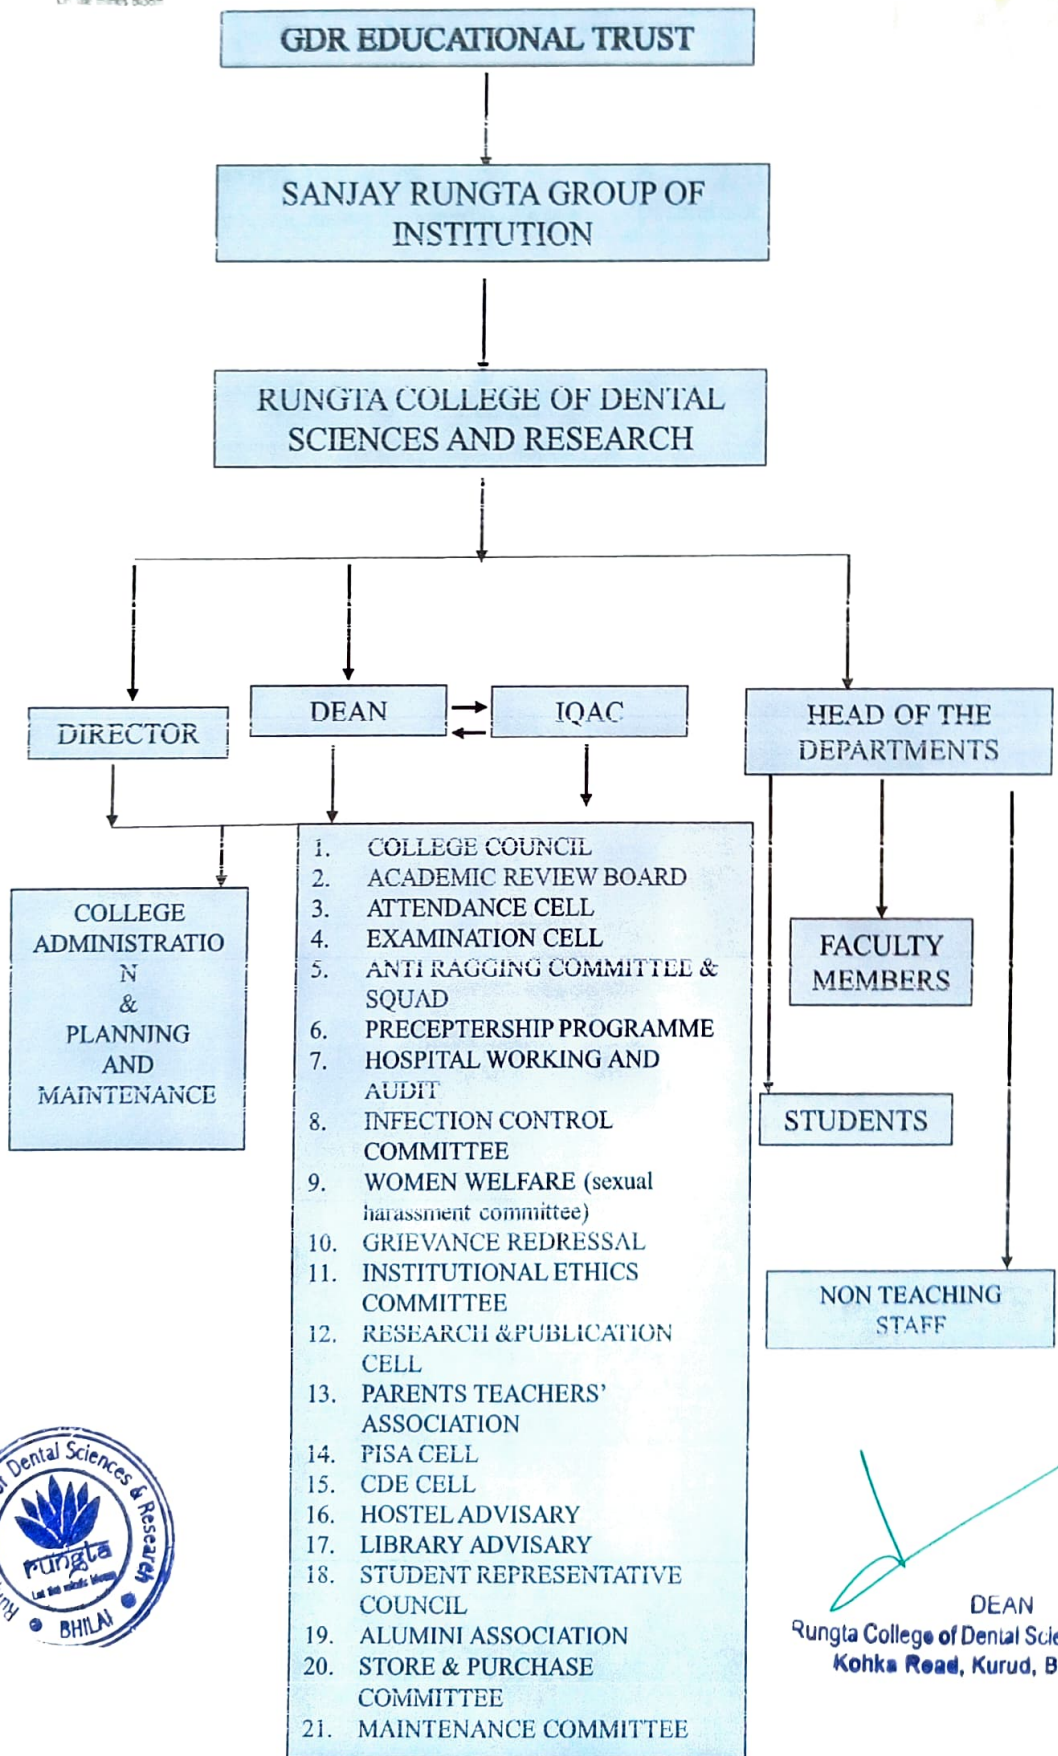 GDR EDUCATIONAL TRUST
SANJAY RUNGTA GROUP OF
INSTITUTION
RUNGTA COLLEGE OF DENTAL
SCIENCES AND RESEARCH
DIRECTOR
DEAN
IQAC
HEAD OF THE
DEPARTMENTS
COLLEGE
ADMINISTRATIO
N
&
PLANNING
AND
MAINTENANCE
1. COLLEGE COUNCIL
2. ACADEMIC REVIEW BOARD
3. ATTENDANCE CELL
4. EXAMINATION CELL
5. ANTI RAGGING COMMITTEE &
SQUAD
6. PRECEPTERSHIP PROGRAMME
7. HOSPITAL WORKING AND
AUDIT
8. INFECTION CONTROL
COMMITTEE
9. WOMEN WELFARE (sexual
harassment committee)
10. GRIEVANCE REDRESSAL
11. INSTITUTIONAL ETHICS
COMMITTEE
12. RESEARCH &PUBLICATION
CELL
13. PARENTS TEACHERS'
ASSOCIATION
14. PISA CELL
15. CDE CELL
16. HOSTEL ADVISARY
17. LIBRARY ADVISARY
18. STUDENT REPRESENTATIVE
COUNCIL
19. ALUMINI ASSOCIATION
20. STORE & PURCHASE
COMMITTEE
21. MAINTENANCE COMMITTEE
FACULTY
MEMBERS
STUDENTS
NON TEACHING
STAFF
of Dental Sciences & Research
rungta
BHILAI
DEAN
Rungta College of Dental Scie
Kohka Road, Kurud, B